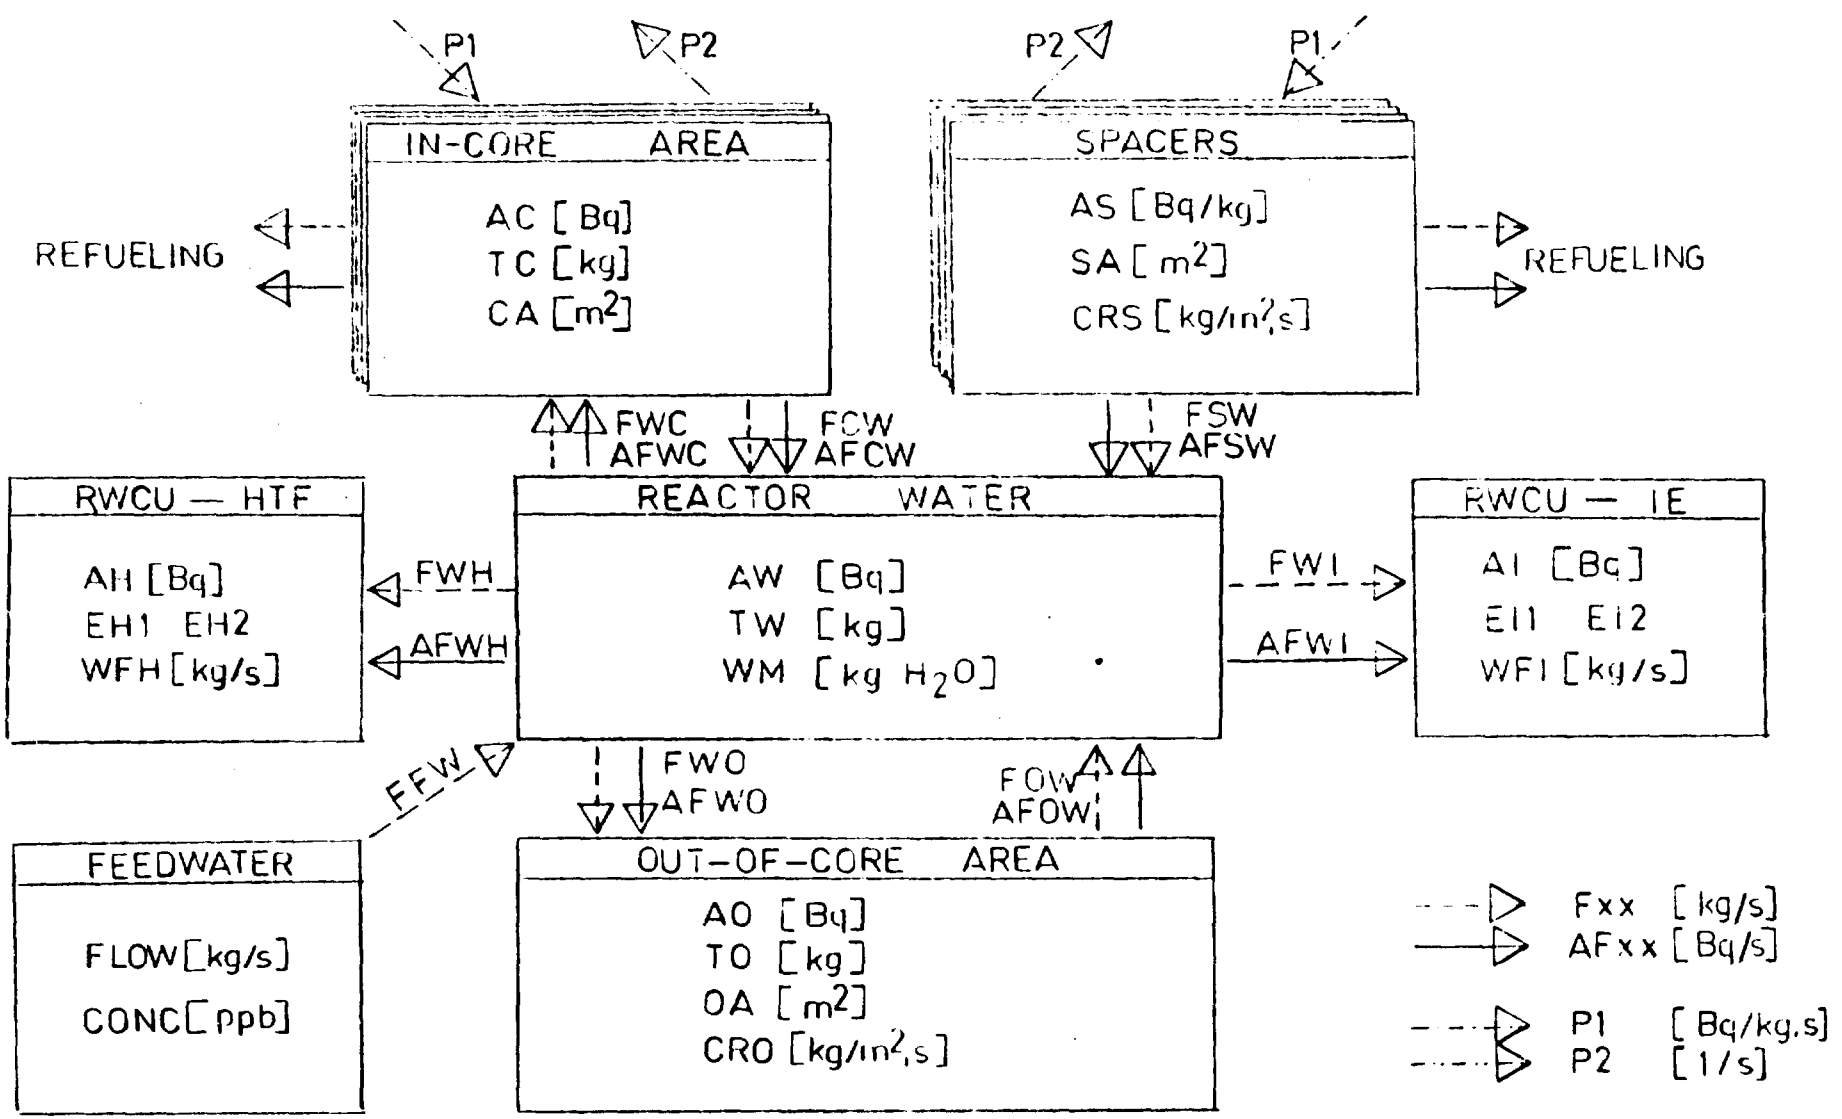 P1
P2
P2
P1
IN-CORE AREA
AC [Bq]
TC [kg]
CA [m²]
SPACERS
AS [Bq/kg]
SA [m²]
CRS [kg/m²,s]
REFUELING
REFUELING
FWC
AFWC
FCW
AFCW
FSW
AFSW
RWCU — HTF
AH [Bq]
EH1 EH2
WFH [kg/s]
FWH
AFWH
REACTOR WATER
AW [Bq]
TW [kg]
WM [kg H₂O]
FWI
AFWI
RWCU — IE
AI [Bq]
EI1 EI2
WFI [kg/s]
FFW
FWO
AFWO
FOW
AFOW
FEEDWATER
FLOW [kg/s]
CONC [ppb]
OUT-OF-CORE AREA
AO [Bq]
TO [kg]
OA [m²]
CRO [kg/m²,s]
Fxx [kg/s]
AFxx [Bq/s]
P1 [Bq/kg.s]
P2 [1/s]